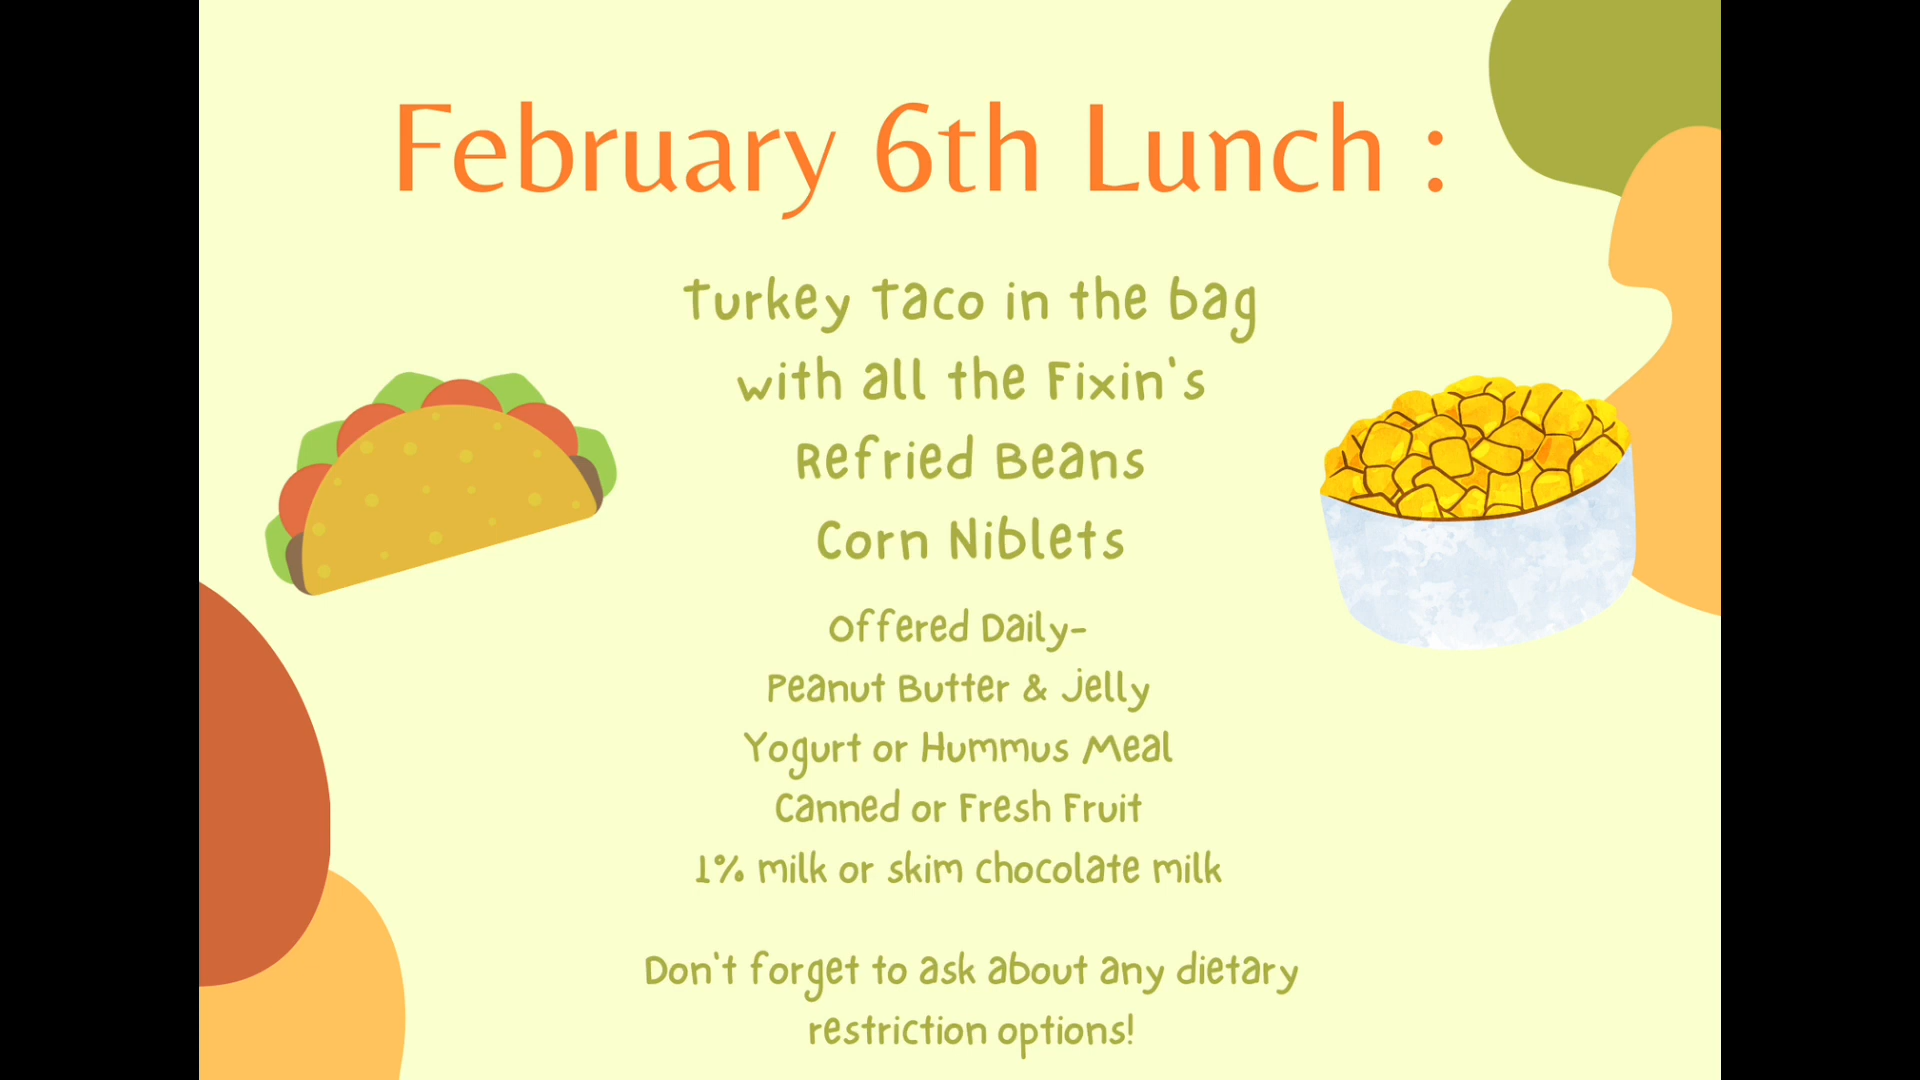 February 6th Lunch :
Turkey Taco in the bag
with all the Fixin's
Refried Beans
Corn Niblets
Offered Daily-
Peanut Butter & Jelly
Yogurt or Hummus Meal
Canned or Fresh Fruit
1% milk or skim chocolate milk
Don't forget to ask about any dietary
restriction options!